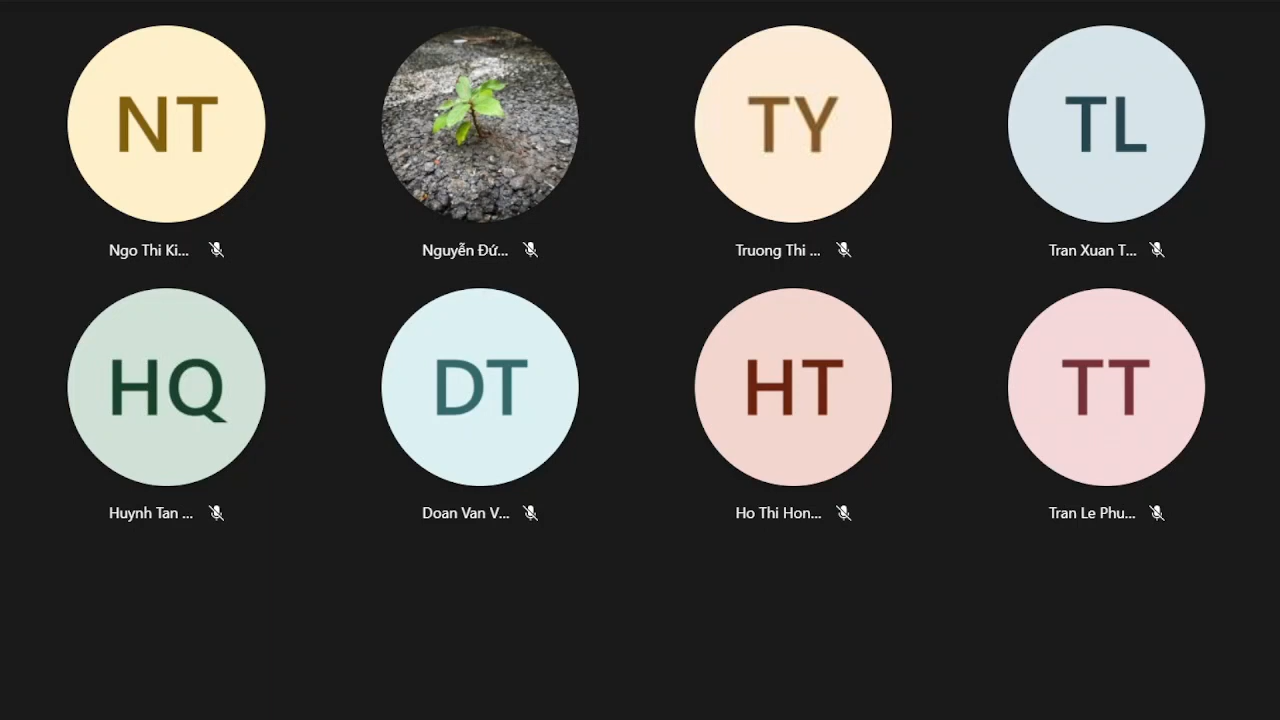 NT
TY
TL
Ngo Thi Ki...
Nguyễn Đứ...
Truong Thi ...
Tran Xuan T...
HQ
DT
HT
TT
Huynh Tan ...
Doan Van V...
Ho Thi Hon...
Tran Le Phu...